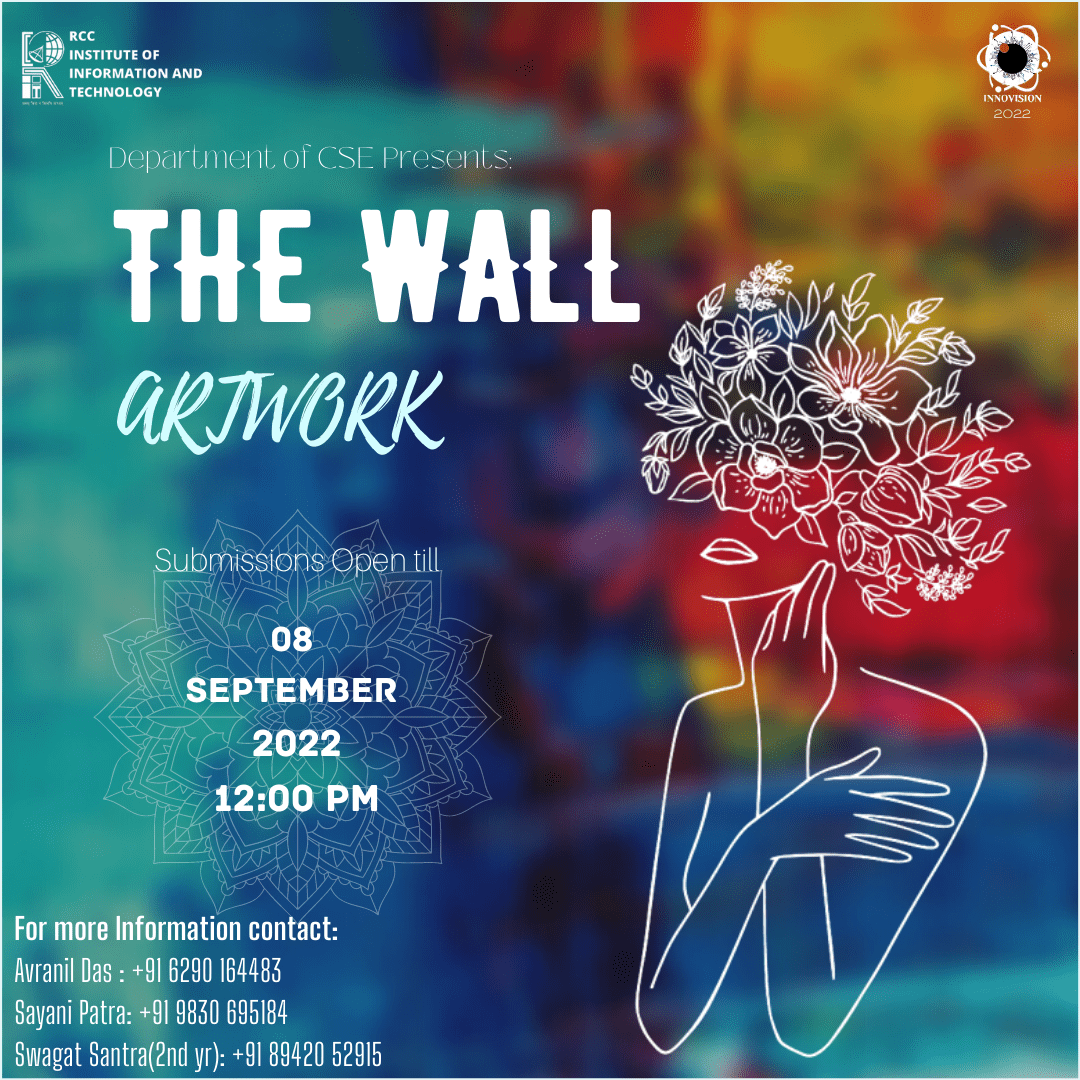 RCC
INSTITUTE OF
INFORMATION AND
TECHNOLOGY
INNOVISION
2022
Department of CSE Presents:
THE WALL
ARTWORK
Submissions Open till
08
SEPTEMBER
2022
12:00 PM
For more Information contact:
Avranil Das : +91 6290 164483
Sayani Patra: +91 9830 695184
Swagat Santra(2nd yr): +91 89420 52915